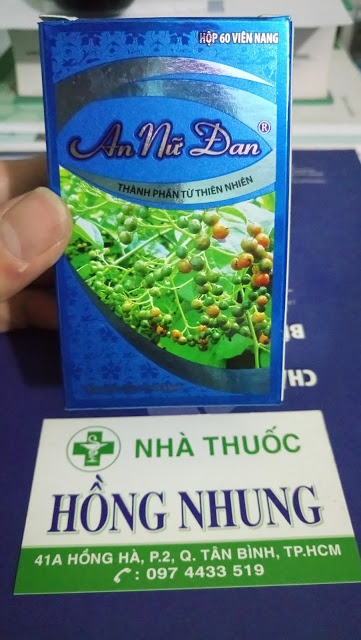 HỘP 60 VIÊN NANG
An Nữ Đan®
THÀNH PHẦN TỪ THIÊN NHIÊN
NHÀ THUỐC
HỒNG NHUNG
41A HỒNG HÀ, P.2, Q. TÂN BÌNH, TP.HCM
: 097 4433 519